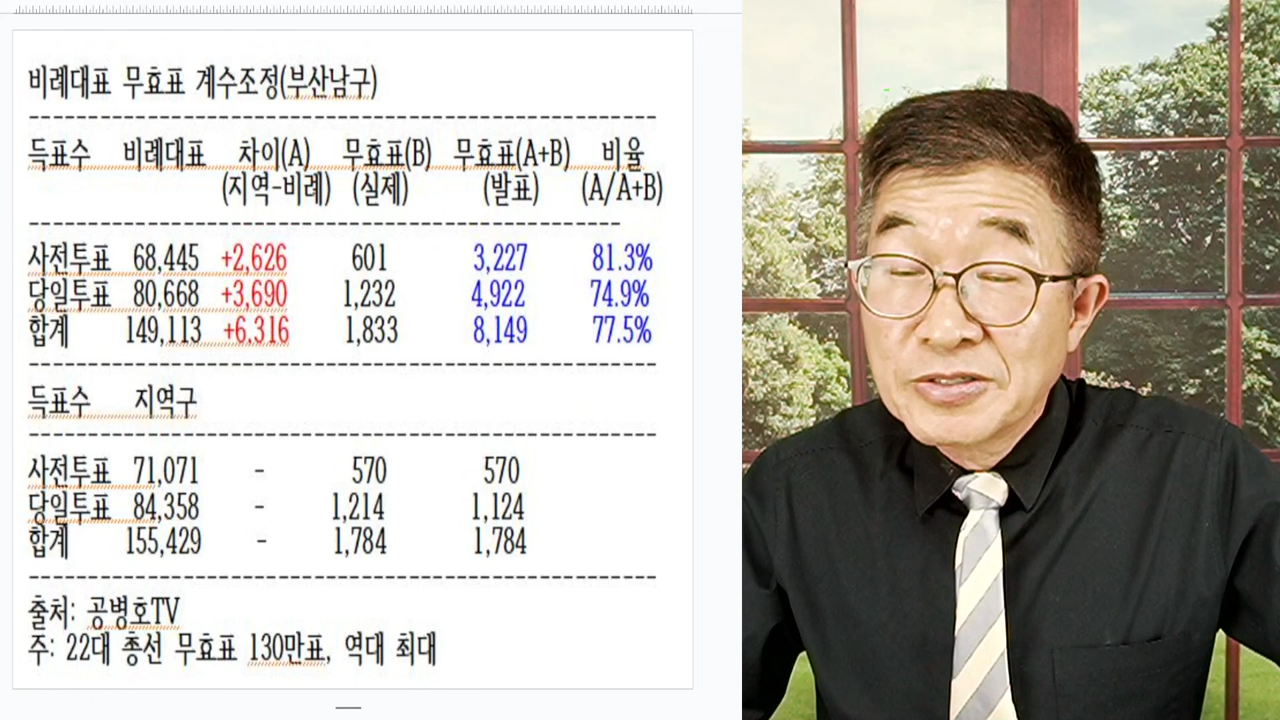 비례대표 무효표 계수조정(부산남구)
득표수 비례대표 차이(A) 무효표(B) 무효표(A+B) 비율
(지역-비례) (실제) (발표) (A/A+B)
사전투표 68,445 +2,626 601 3,227 81.3%
당일투표 80,668 +3,690 1,232 4,922 74.9%
합계 149,113 +6,316 1,833 8,149 77.5%
득표수 지역구
사전투표 71,071 - 570 570
당일투표 84,358 - 1,214 1,124
합계 155,429 - 1,784 1,784
출처: 공병호TV
주: 22대 총선 무효표 130만표, 역대 최대